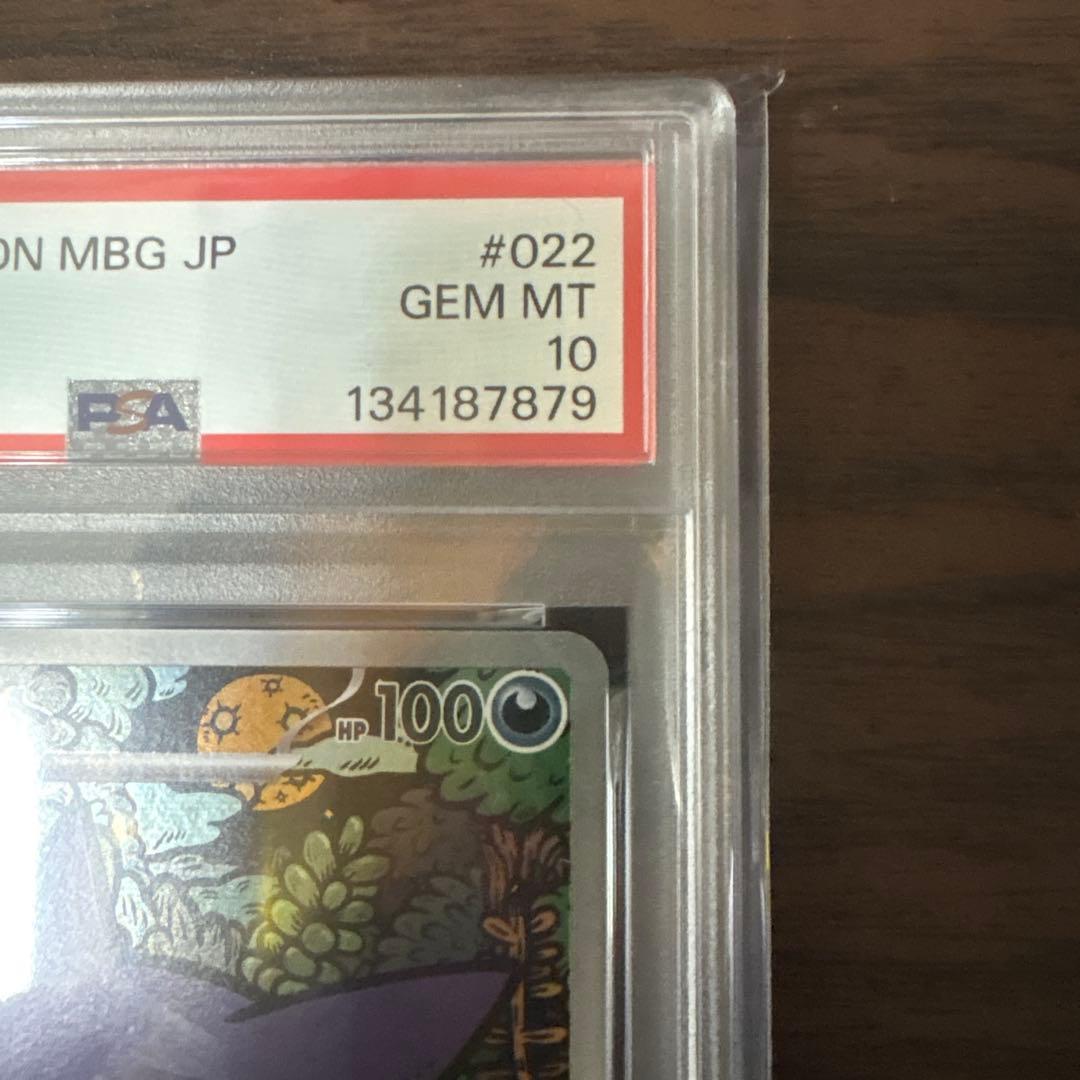 ON MBG JP #022
GEM MT
10
PSA 134187879
HP 100